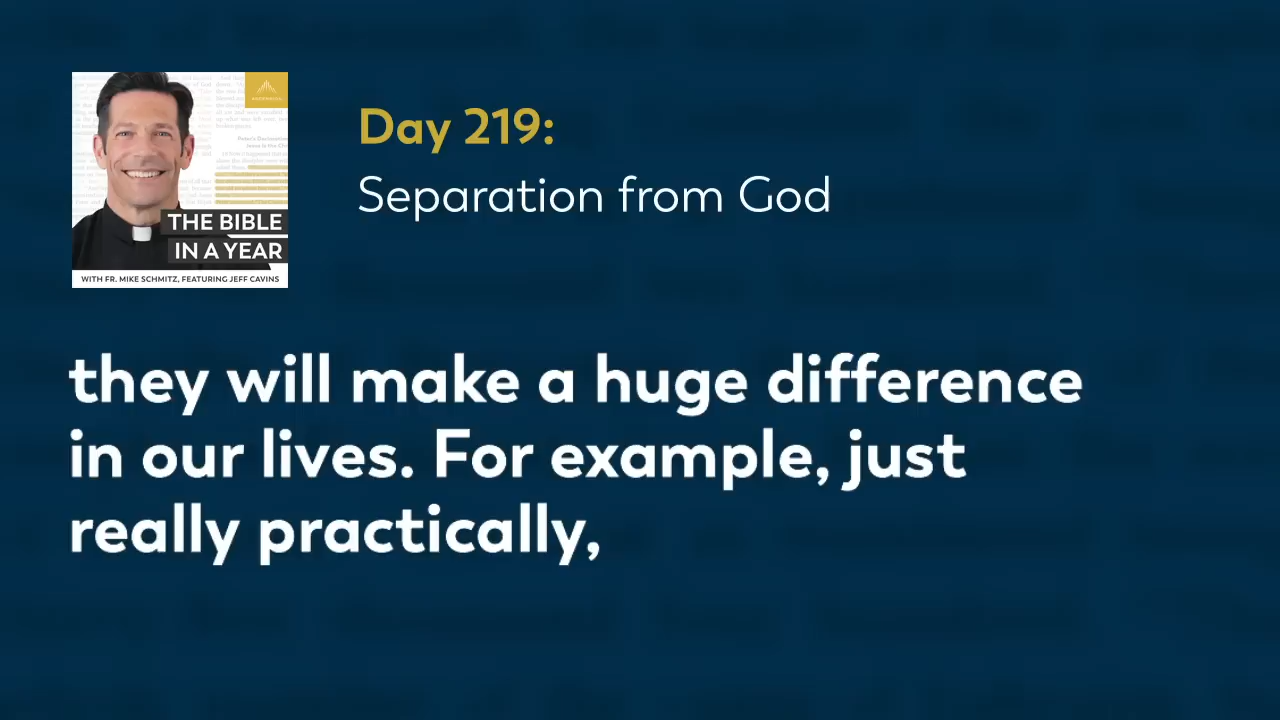 Day 219:
Separation from God
THE BIBLE
IN A YEAR
WITH FR. MIKE SCHMITZ, FEATURING JEFF CAVINS
they will make a huge difference
in our lives. For example, just
really practically,